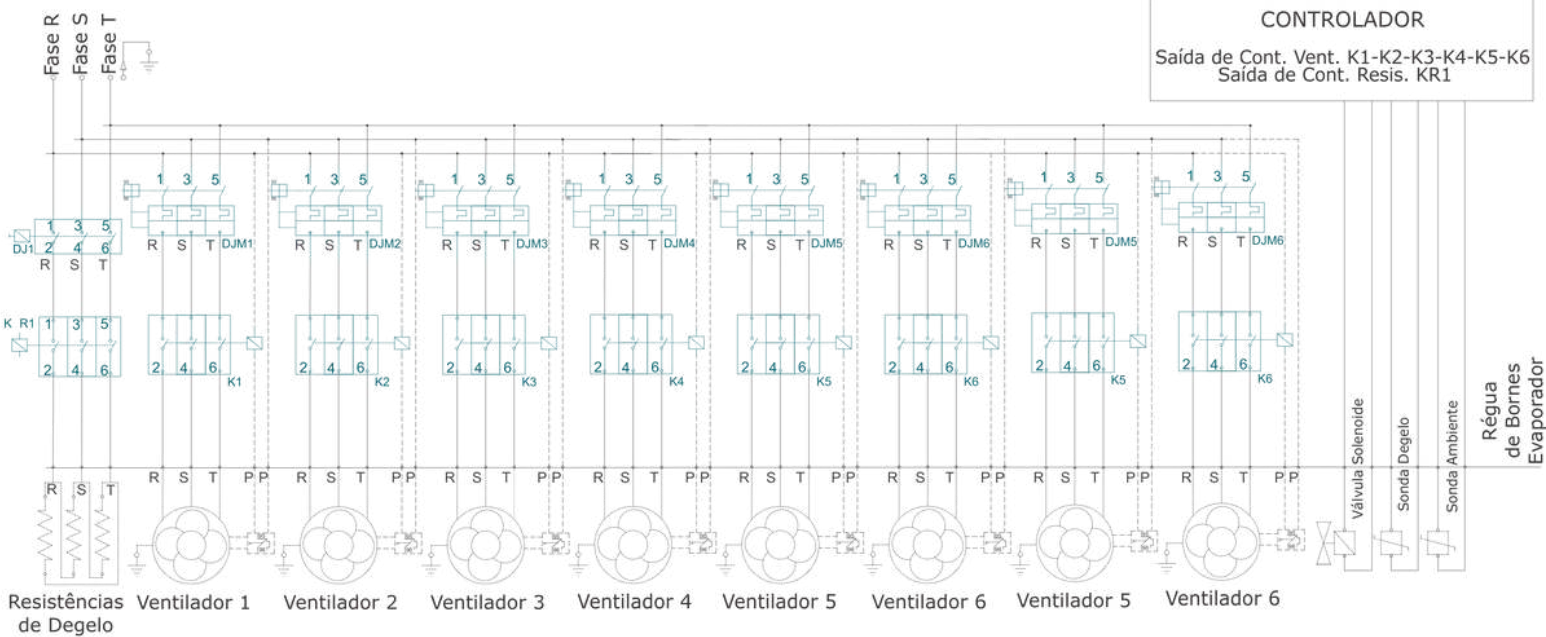 Fase R
Fase S
Fase T
CONTROLADOR
Saída de Cont. Vent. K1-K2-K3-K4-K5-K6
Saída de Cont. Resis. KR1
1 3 5 1 3 5 1 3 5 1 3 5 1 3 5 1 3 5 1 3 5 1 3 5
R S T DJM1 R S T DJM2 R S T DJM3 R S T DJM4 R S T DJM5 R S T DJM6 R S T DJM5 R S T DJM6
1 3 5
DJ1 2 4 6
R S T
K R1 1 3 5
2 4 6 2 4 6 2 4 6 2 4 6 2 4 6 2 4 6 2 4 6 2 4 6 2 4 6
K1 K2 K3 K4 K5 K6 K5 K6
Válvula Solenoide
Sonda Degelo
Sonda Ambiente
Régua
de Bornes
Evaporador
R S T P P R S T P P R S T P P R S T P P R S T P P R S T P P R S T P P R S T P P
R S T
Resistências
de Degelo
Ventilador 1
Ventilador 2
Ventilador 3
Ventilador 4
Ventilador 5
Ventilador 6
Ventilador 5
Ventilador 6